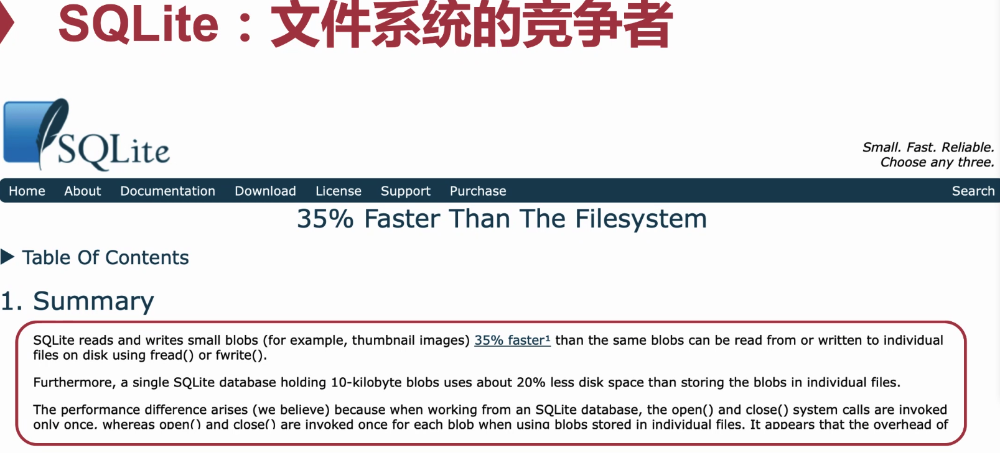 SQLite：文件系统的竞争者
SQLite
Small. Fast. Reliable.
Choose any three.
Home About Documentation Download License Support Purchase Search
35% Faster Than The Filesystem
Table Of Contents
1. Summary
SQLite reads and writes small blobs (for example, thumbnail images) 35% faster¹ than the same blobs can be read from or written to individual
files on disk using fread() or fwrite().
Furthermore, a single SQLite database holding 10-kilobyte blobs uses about 20% less disk space than storing the blobs in individual files.
The performance difference arises (we believe) because when working from an SQLite database, the open() and close() system calls are invoked
only once, whereas open() and close() are invoked once for each blob when using blobs stored in individual files. It appears that the overhead of